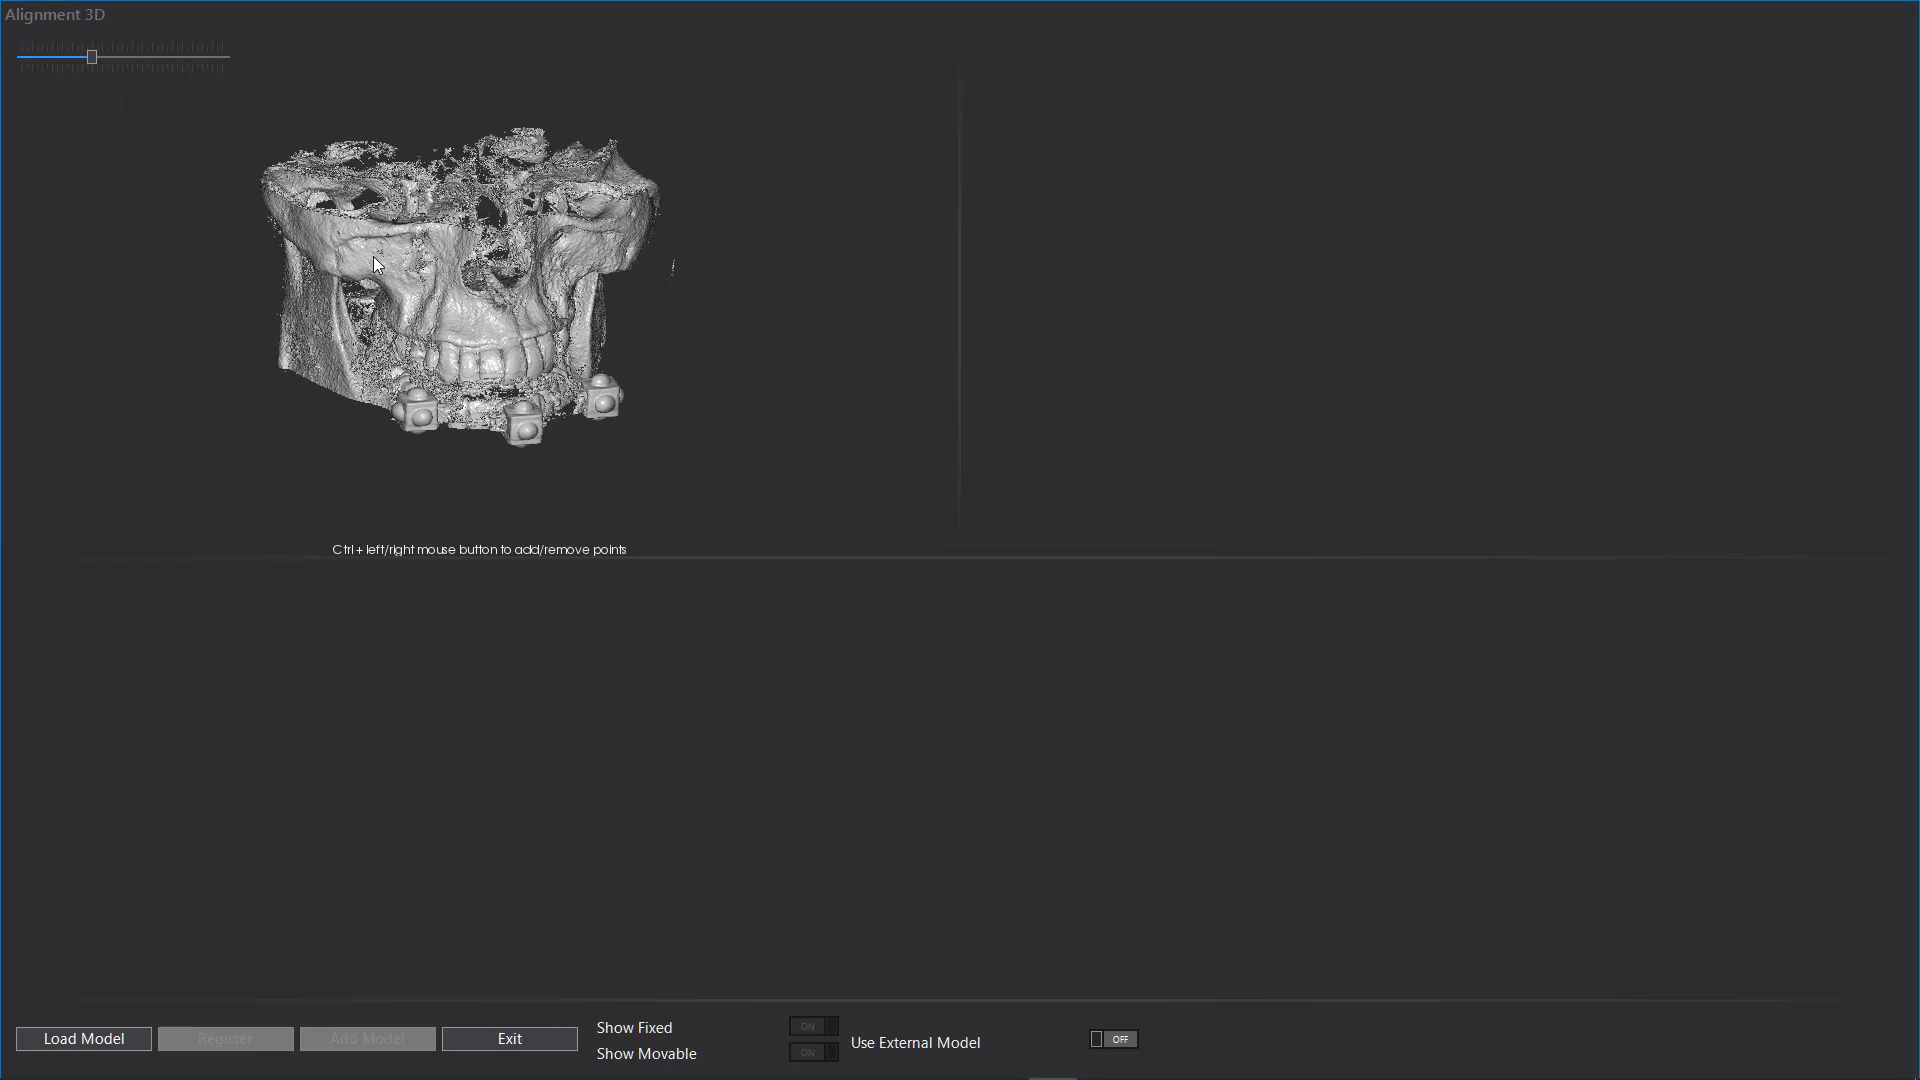 Alignment 3D
Ctrl + left/right mouse button to add/remove points
Load Model
Register
Add Model
Exit
Show Fixed
ON
Show Movable
ON
Use External Model
OFF